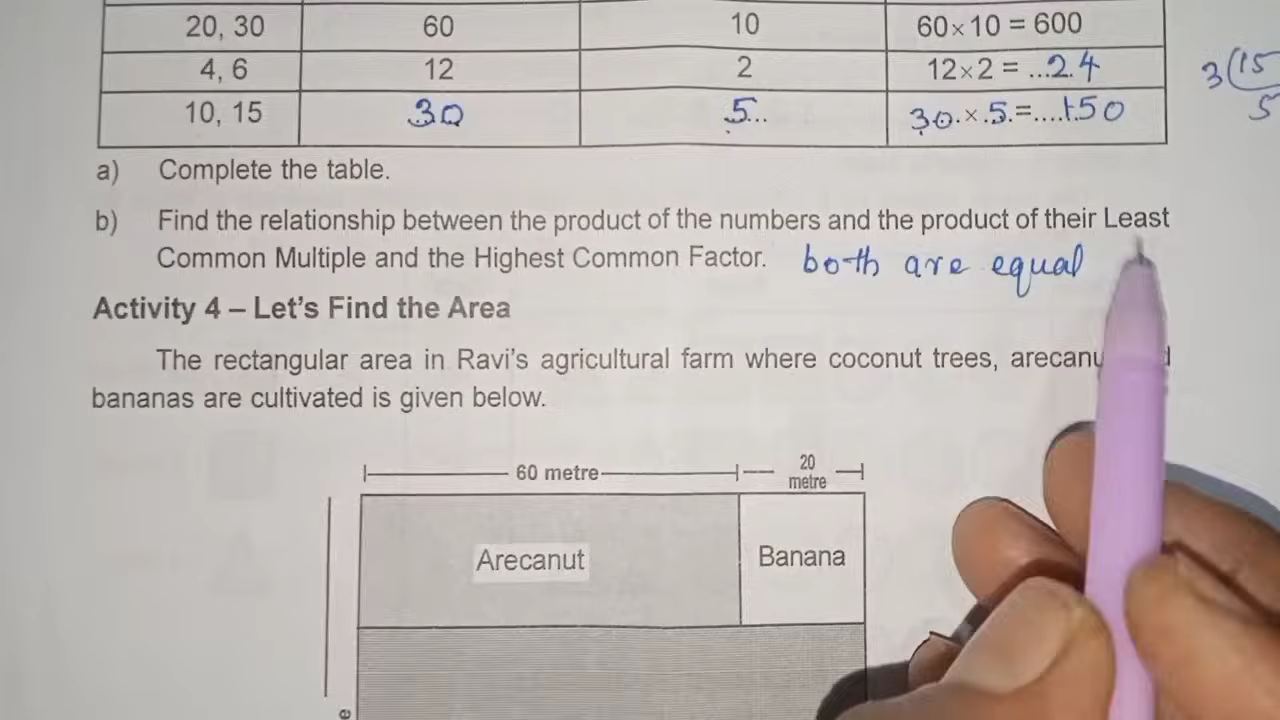 20, 30 60 10 60×10 = 600
4, 6 12 2 12×2 = ...24
10, 15 30 5... 30.×.5.=....150
3 15
5
a) Complete the table.
b) Find the relationship between the product of the numbers and the product of their Least
Common Multiple and the Highest Common Factor. both are equal
Activity 4 – Let's Find the Area
The rectangular area in Ravi's agricultural farm where coconut trees, arecanu
bananas are cultivated is given below.
60 metre 20
metre
Arecanut Banana
e